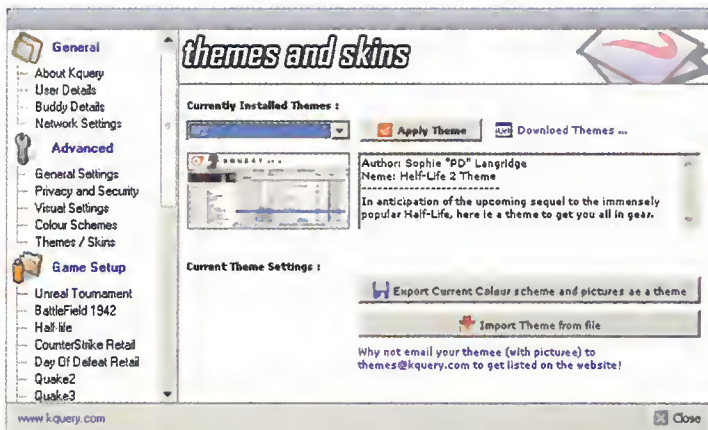 General
About Kquery
User Details
Buddy Details
Network Settings
Advanced
General Settings
Privacy and Security
Visual Settings
Colour Schemes
Themes / Skins
Game Setup
Unreal Tournament
BattleField 1942
Half-life
CounterStrike Retail
Day Of Defeat Retail
Quake2
Quake3
themes and skins
Currently Installed Themes :
Apply Theme
Download Themes ...
KQUERY
Author: Sophie "PD" Langridge
Name: Half-Life 2 Theme
-------------------------
In anticipation of the upcoming sequel to the immensely
popular Half-Life, here is a theme to get you all in gear.
Current Theme Settings :
Export Current Colour scheme and pictures as a theme
Import Theme from file
Why not email your themes (with pictures) to
themes@kquery.com to get listed on the website!
www.kquery.com
Close